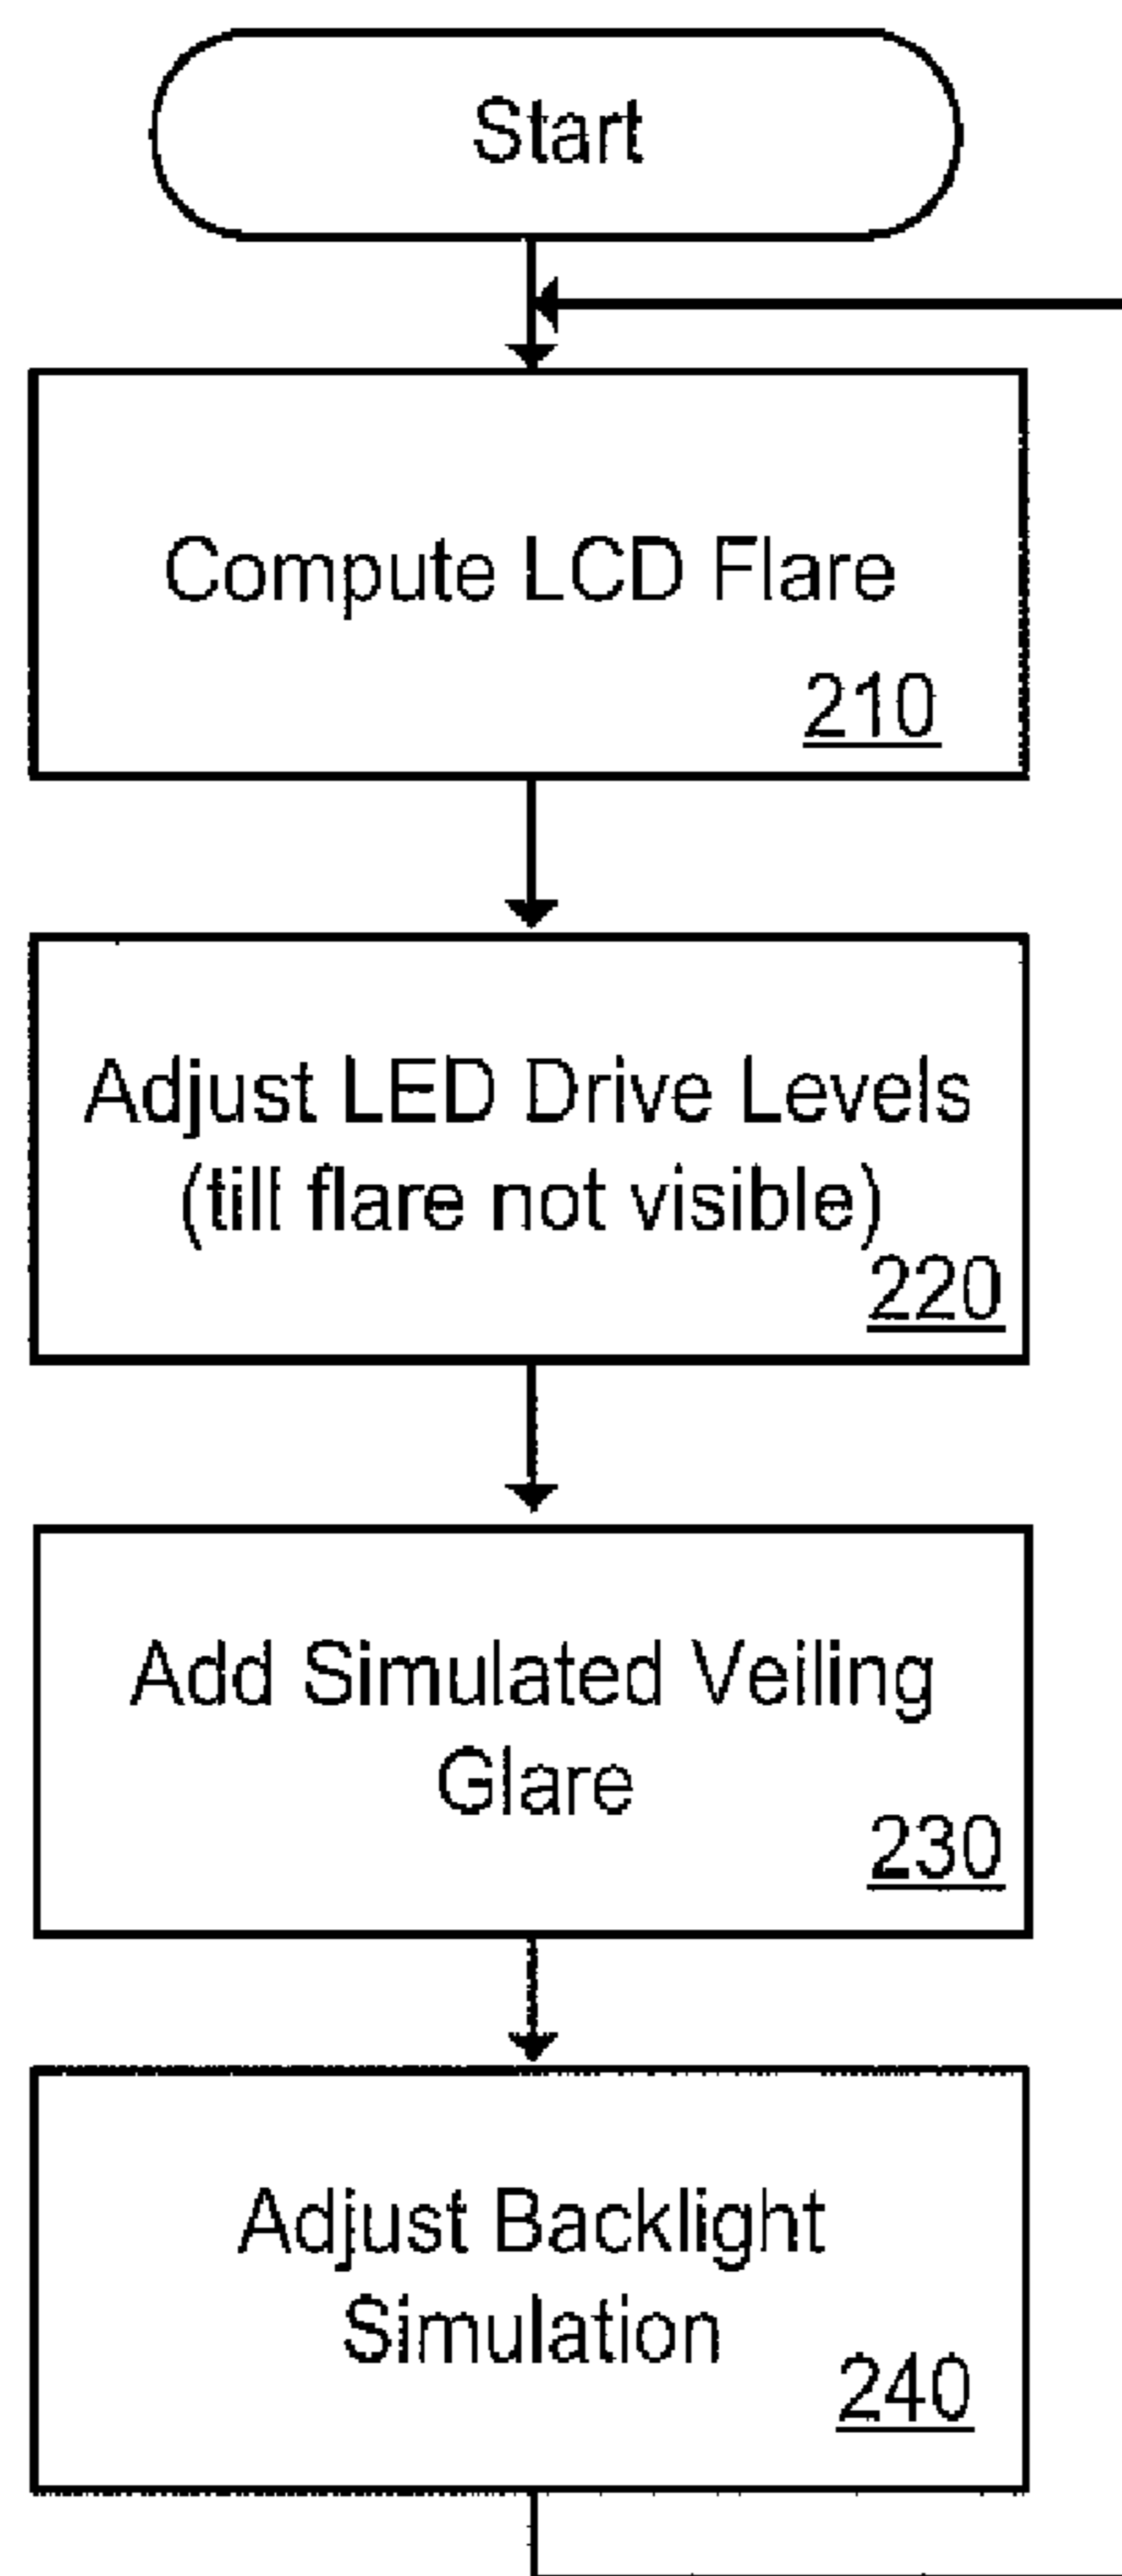 Start
Compute LCD Flare
210
Adjust LED Drive Levels
(till flare not visible)
220
Add Simulated Veiling
Glare
230
Adjust Backlight
Simulation
240